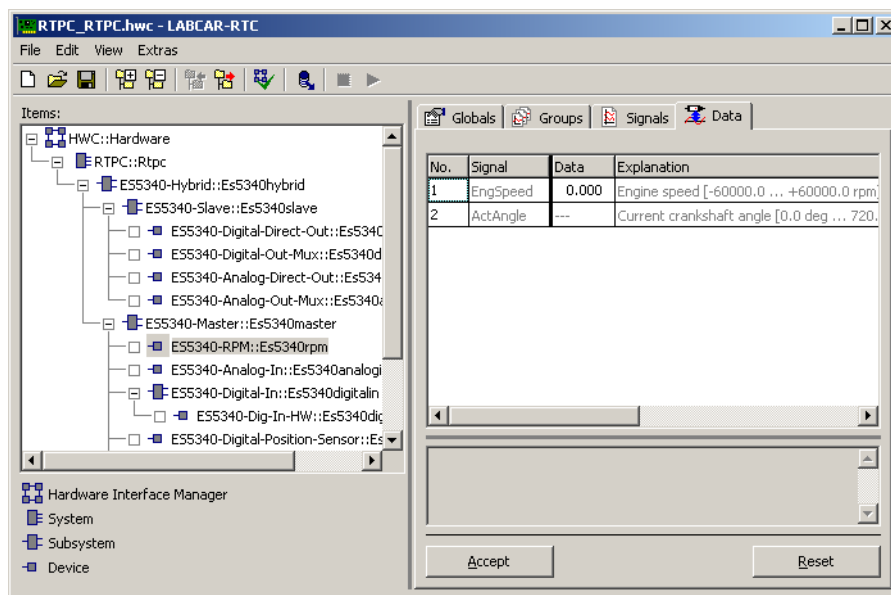 RTPC_RTPC.hwc - LABCAR-RTC
File Edit View Extras
Items:
HWC::Hardware
RTPC::Rtpc
ES5340-Hybrid::Es5340hybrid
ES5340-Slave::Es5340slave
ES5340-Digital-Direct-Out::Es534
ES5340-Digital-Out-Mux::Es5340d
ES5340-Analog-Direct-Out::Es534
ES5340-Analog-Out-Mux::Es5340
ES5340-Master::Es5340master
ES5340-RPM::Es5340rpm
ES5340-Analog-In::Es5340analogi
ES5340-Digital-In::Es5340digitalin
ES5340-Dig-In-HW::Es5340dig
ES5340-Digital-Position-Sensor::Es
Hardware Interface Manager
System
Subsystem
Device
Globals Groups Signals Data
No. Signal Data Explanation
1 EngSpeed 0.000 Engine speed [-60000.0 ... +60000.0 rpm]
2 ActAngle --- Current crankshaft angle [0.0 deg ... 720.
Accept Reset